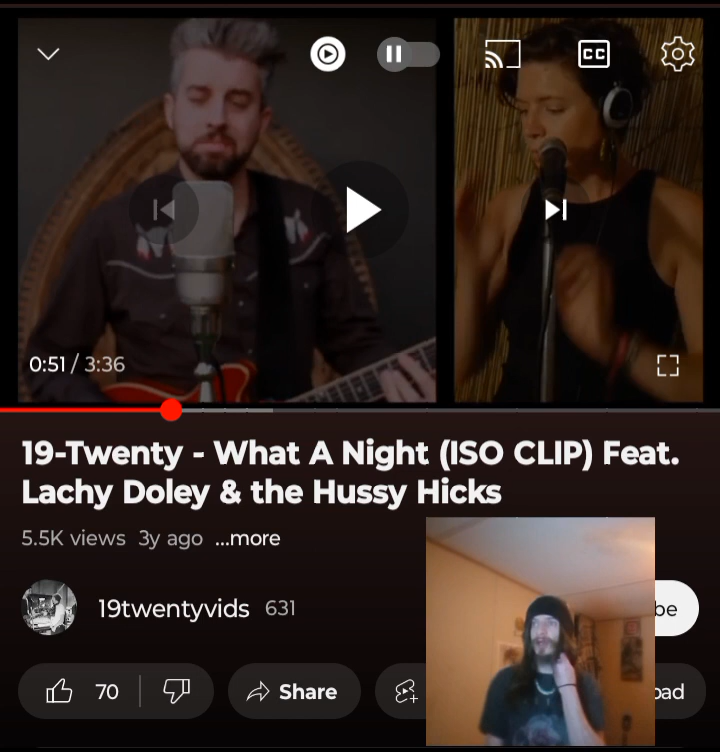 CC
0:51 / 3:36
19-Twenty - What A Night (ISO CLIP) Feat.
Lachy Doley & the Hussy Hicks
5.5K views 3y ago ...more
19twentyvids 631
be
70 Share oad